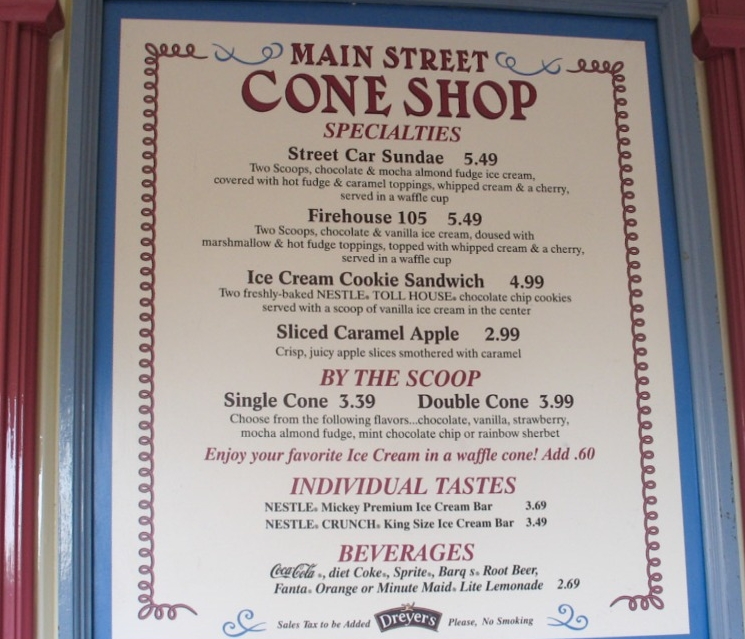 MAIN STREET
CONE SHOP
SPECIALTIES
Street Car Sundae 5.49
Two Scoops, chocolate & mocha almond fudge ice cream,
covered with hot fudge & caramel toppings, whipped cream & a cherry,
served in a waffle cup
Firehouse 105 5.49
Two Scoops, chocolate & vanilla ice cream, doused with
marshmallow & hot fudge toppings, topped with whipped cream & a cherry,
served in a waffle cup
Ice Cream Cookie Sandwich 4.99
Two freshly-baked NESTLE® TOLL HOUSE® chocolate chip cookies
served with a scoop of vanilla ice cream in the center
Sliced Caramel Apple 2.99
Crisp, juicy apple slices smothered with caramel
BY THE SCOOP
Single Cone 3.39 Double Cone 3.99
Choose from the following flavors...chocolate, vanilla, strawberry,
mocha almond fudge, mint chocolate chip or rainbow sherbet
Enjoy your favorite Ice Cream in a waffle cone! Add .60
INDIVIDUAL TASTES
NESTLE® Mickey Premium Ice Cream Bar 3.69
NESTLE® CRUNCH® King Size Ice Cream Bar 3.49
BEVERAGES
Coca-Cola®, diet Coke®, Sprite®, Barq s® Root Beer,
Fanta® Orange or Minute Maid® Lite Lemonade 2.69
Sales Tax to be Added Dreyer's Please, No Smoking